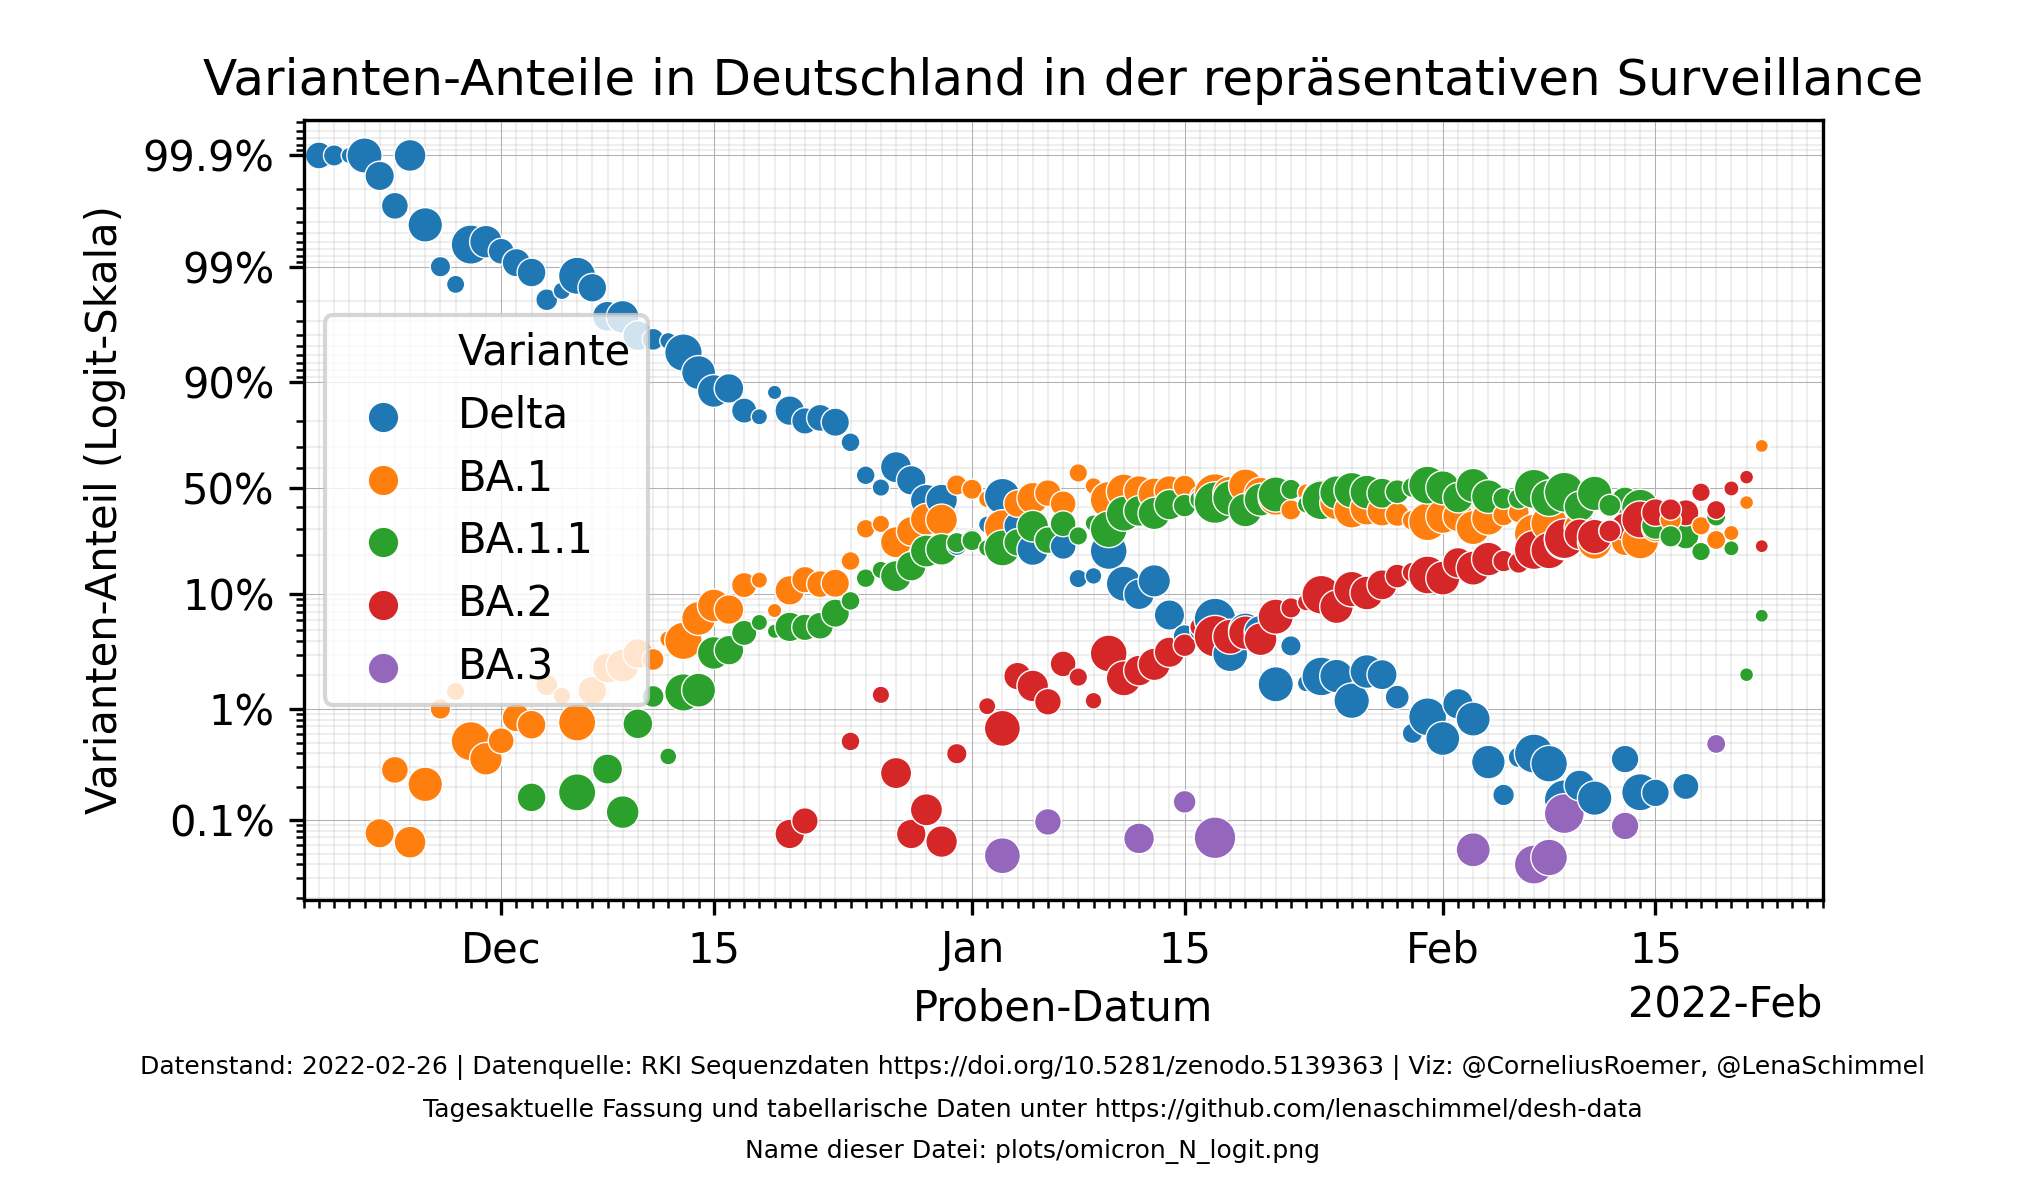 Varianten-Anteile in Deutschland in der repräsentativen Surveillance
Varianten-Anteil (Logit-Skala)
99.9%
99%
90%
50%
10%
1%
0.1%
Variante
Delta
BA.1
BA.1.1
BA.2
BA.3
Dec 15 Jan 15 Feb 15
Proben-Datum
2022-Feb
Datenstand: 2022-02-26 | Datenquelle: RKI Sequenzdaten https://doi.org/10.5281/zenodo.5139363 | Viz: @CorneliusRoemer, @LenaSchimmel
Tagesaktuelle Fassung und tabellarische Daten unter https://github.com/lenaschimmel/desh-data
Name dieser Datei: plots/omicron_N_logit.png